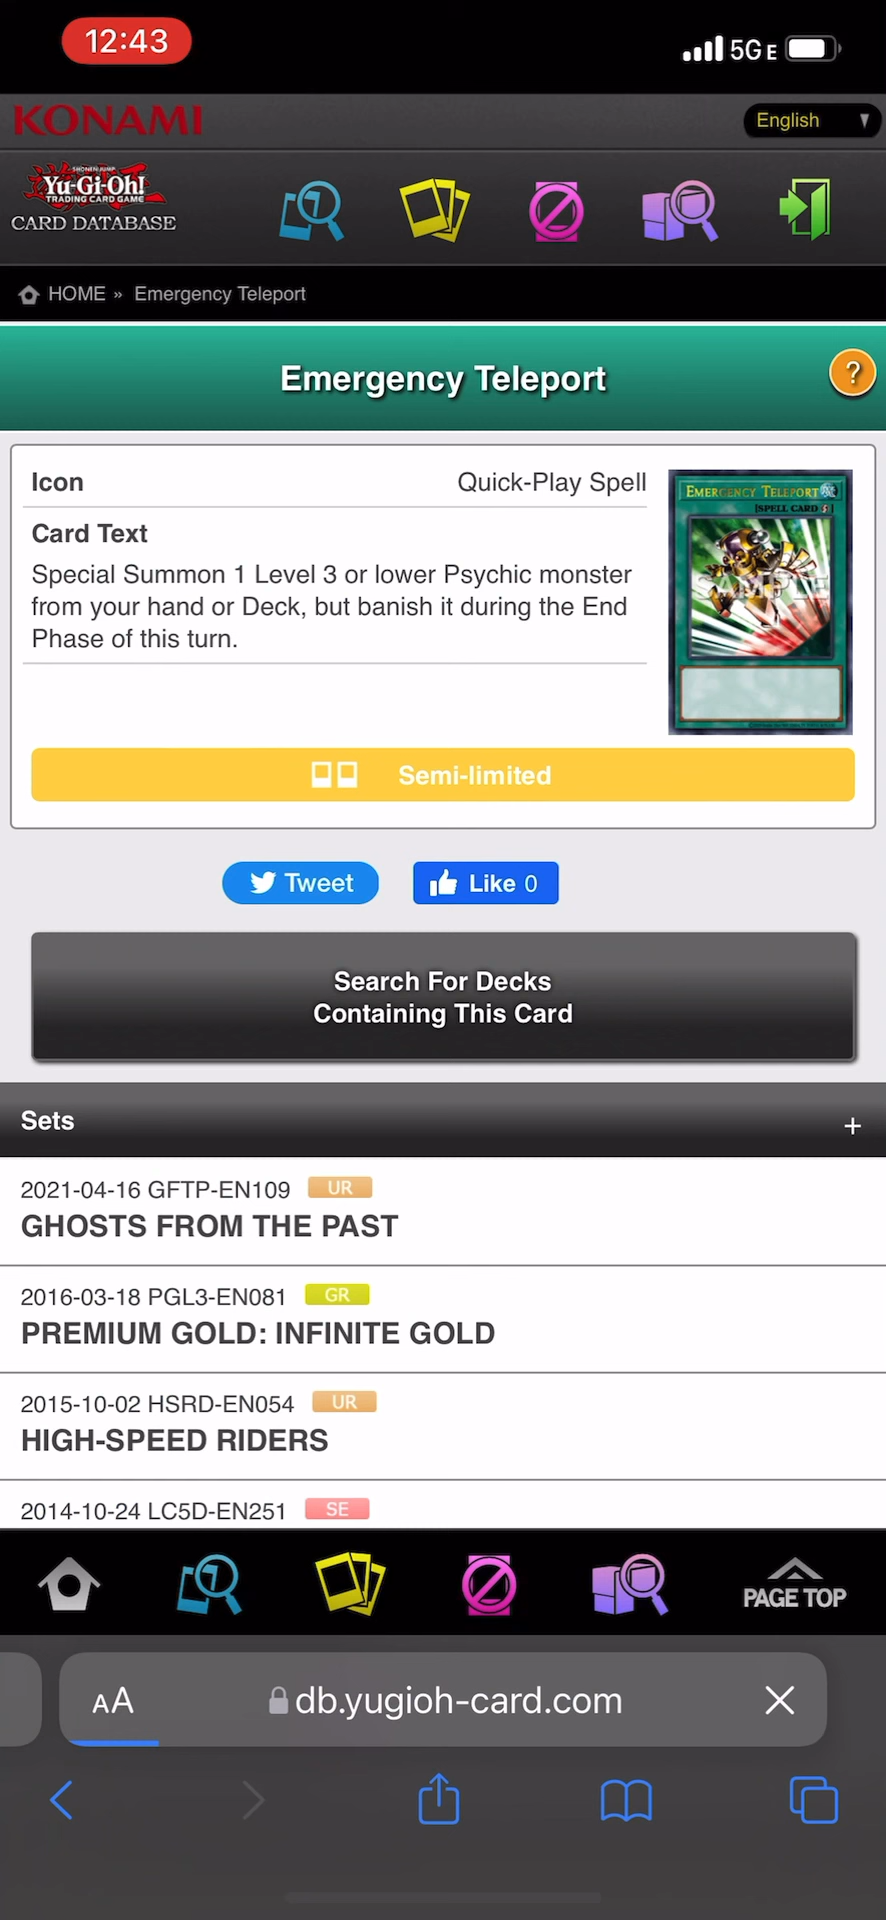 12:43
5GE
KONAMI
English
SHONEN JUMP
Yu-Gi-Oh!
TRADING CARD GAME
CARD DATABASE
HOME » Emergency Teleport
Emergency Teleport
?
Icon
Quick-Play Spell
Card Text
Special Summon 1 Level 3 or lower Psychic monster
from your hand or Deck, but banish it during the End
Phase of this turn.
EMERGENCY TELEPORT
[SPELL CARD]
SAMPLE
Semi-limited
Tweet
Like 0
Search For Decks
Containing This Card
Sets
+
2021-04-16 GFTP-EN109 UR
GHOSTS FROM THE PAST
2016-03-18 PGL3-EN081 GR
PREMIUM GOLD: INFINITE GOLD
2015-10-02 HSRD-EN054 UR
HIGH-SPEED RIDERS
2014-10-24 LC5D-EN251 SE
PAGE TOP
AA
db.yugioh-card.com